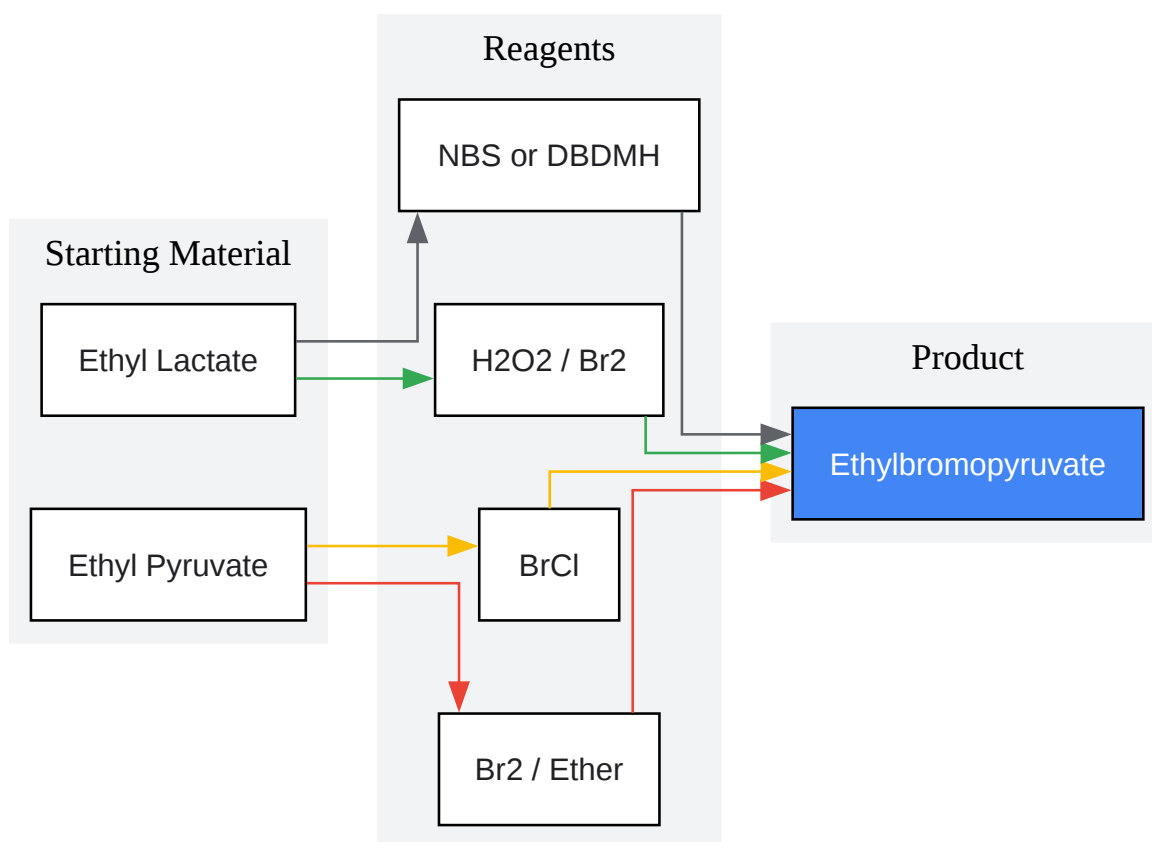 Reagents
NBS or DBDMH
Starting Material
Ethyl Lactate
H2O2 / Br2
Product
Ethylbromopyruvate
Ethyl Pyruvate
BrCl
Br2 / Ether